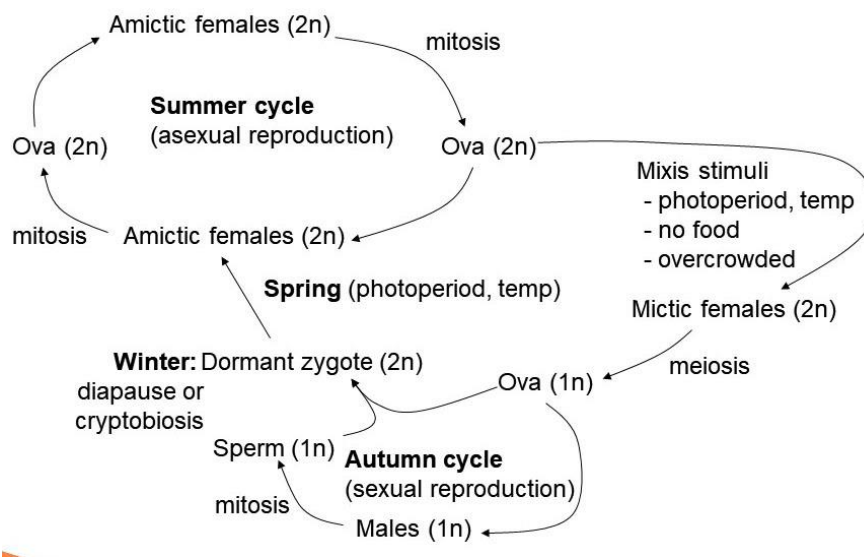 Amictic females (2n)
mitosis
Summer cycle
(asexual reproduction)
Ova (2n)
Ova (2n)
Mixis stimuli
- photoperiod, temp
- no food
- overcrowded
mitosis
Amictic females (2n)
Spring (photoperiod, temp)
Mictic females (2n)
meiosis
Winter: Dormant zygote (2n)
diapause or
cryptobiosis
Ova (1n)
Sperm (1n)
Autumn cycle
(sexual reproduction)
mitosis
Males (1n)